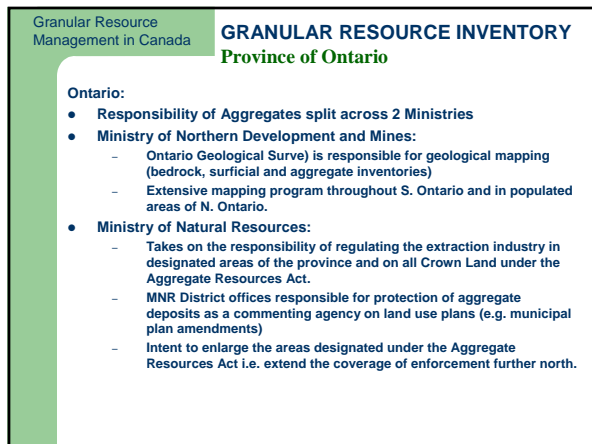 Granular Resource
Management in Canada
GRANULAR RESOURCE INVENTORY
Province of Ontario
Ontario:
● Responsibility of Aggregates split across 2 Ministries
● Ministry of Northern Development and Mines:
– Ontario Geological Surve) is responsible for geological mapping
(bedrock, surficial and aggregate inventories)
– Extensive mapping program throughout S. Ontario and in populated
areas of N. Ontario.
● Ministry of Natural Resources:
– Takes on the responsibility of regulating the extraction industry in
designated areas of the province and on all Crown Land under the
Aggregate Resources Act.
– MNR District offices responsible for protection of aggregate
deposits as a commenting agency on land use plans (e.g. municipal
plan amendments)
– Intent to enlarge the areas designated under the Aggregate
Resources Act i.e. extend the coverage of enforcement further north.